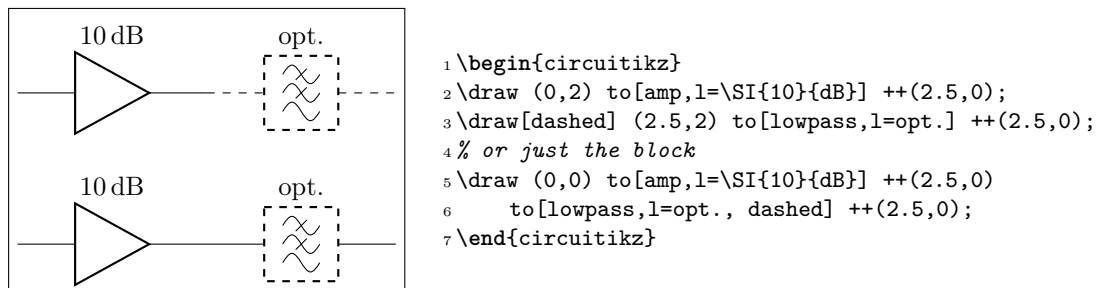 10 dB
opt.
10 dB
opt.
1 \begin{circuitikz}
2 \draw (0,2) to[amp,l=\SI{10}{dB}] ++(2.5,0);
3 \draw[dashed] (2.5,2) to[lowpass,l=opt.] ++(2.5,0);
4 % or just the block
5 \draw (0,0) to[amp,l=\SI{10}{dB}] ++(2.5,0)
6     to[lowpass,l=opt., dashed] ++(2.5,0);
7 \end{circuitikz}